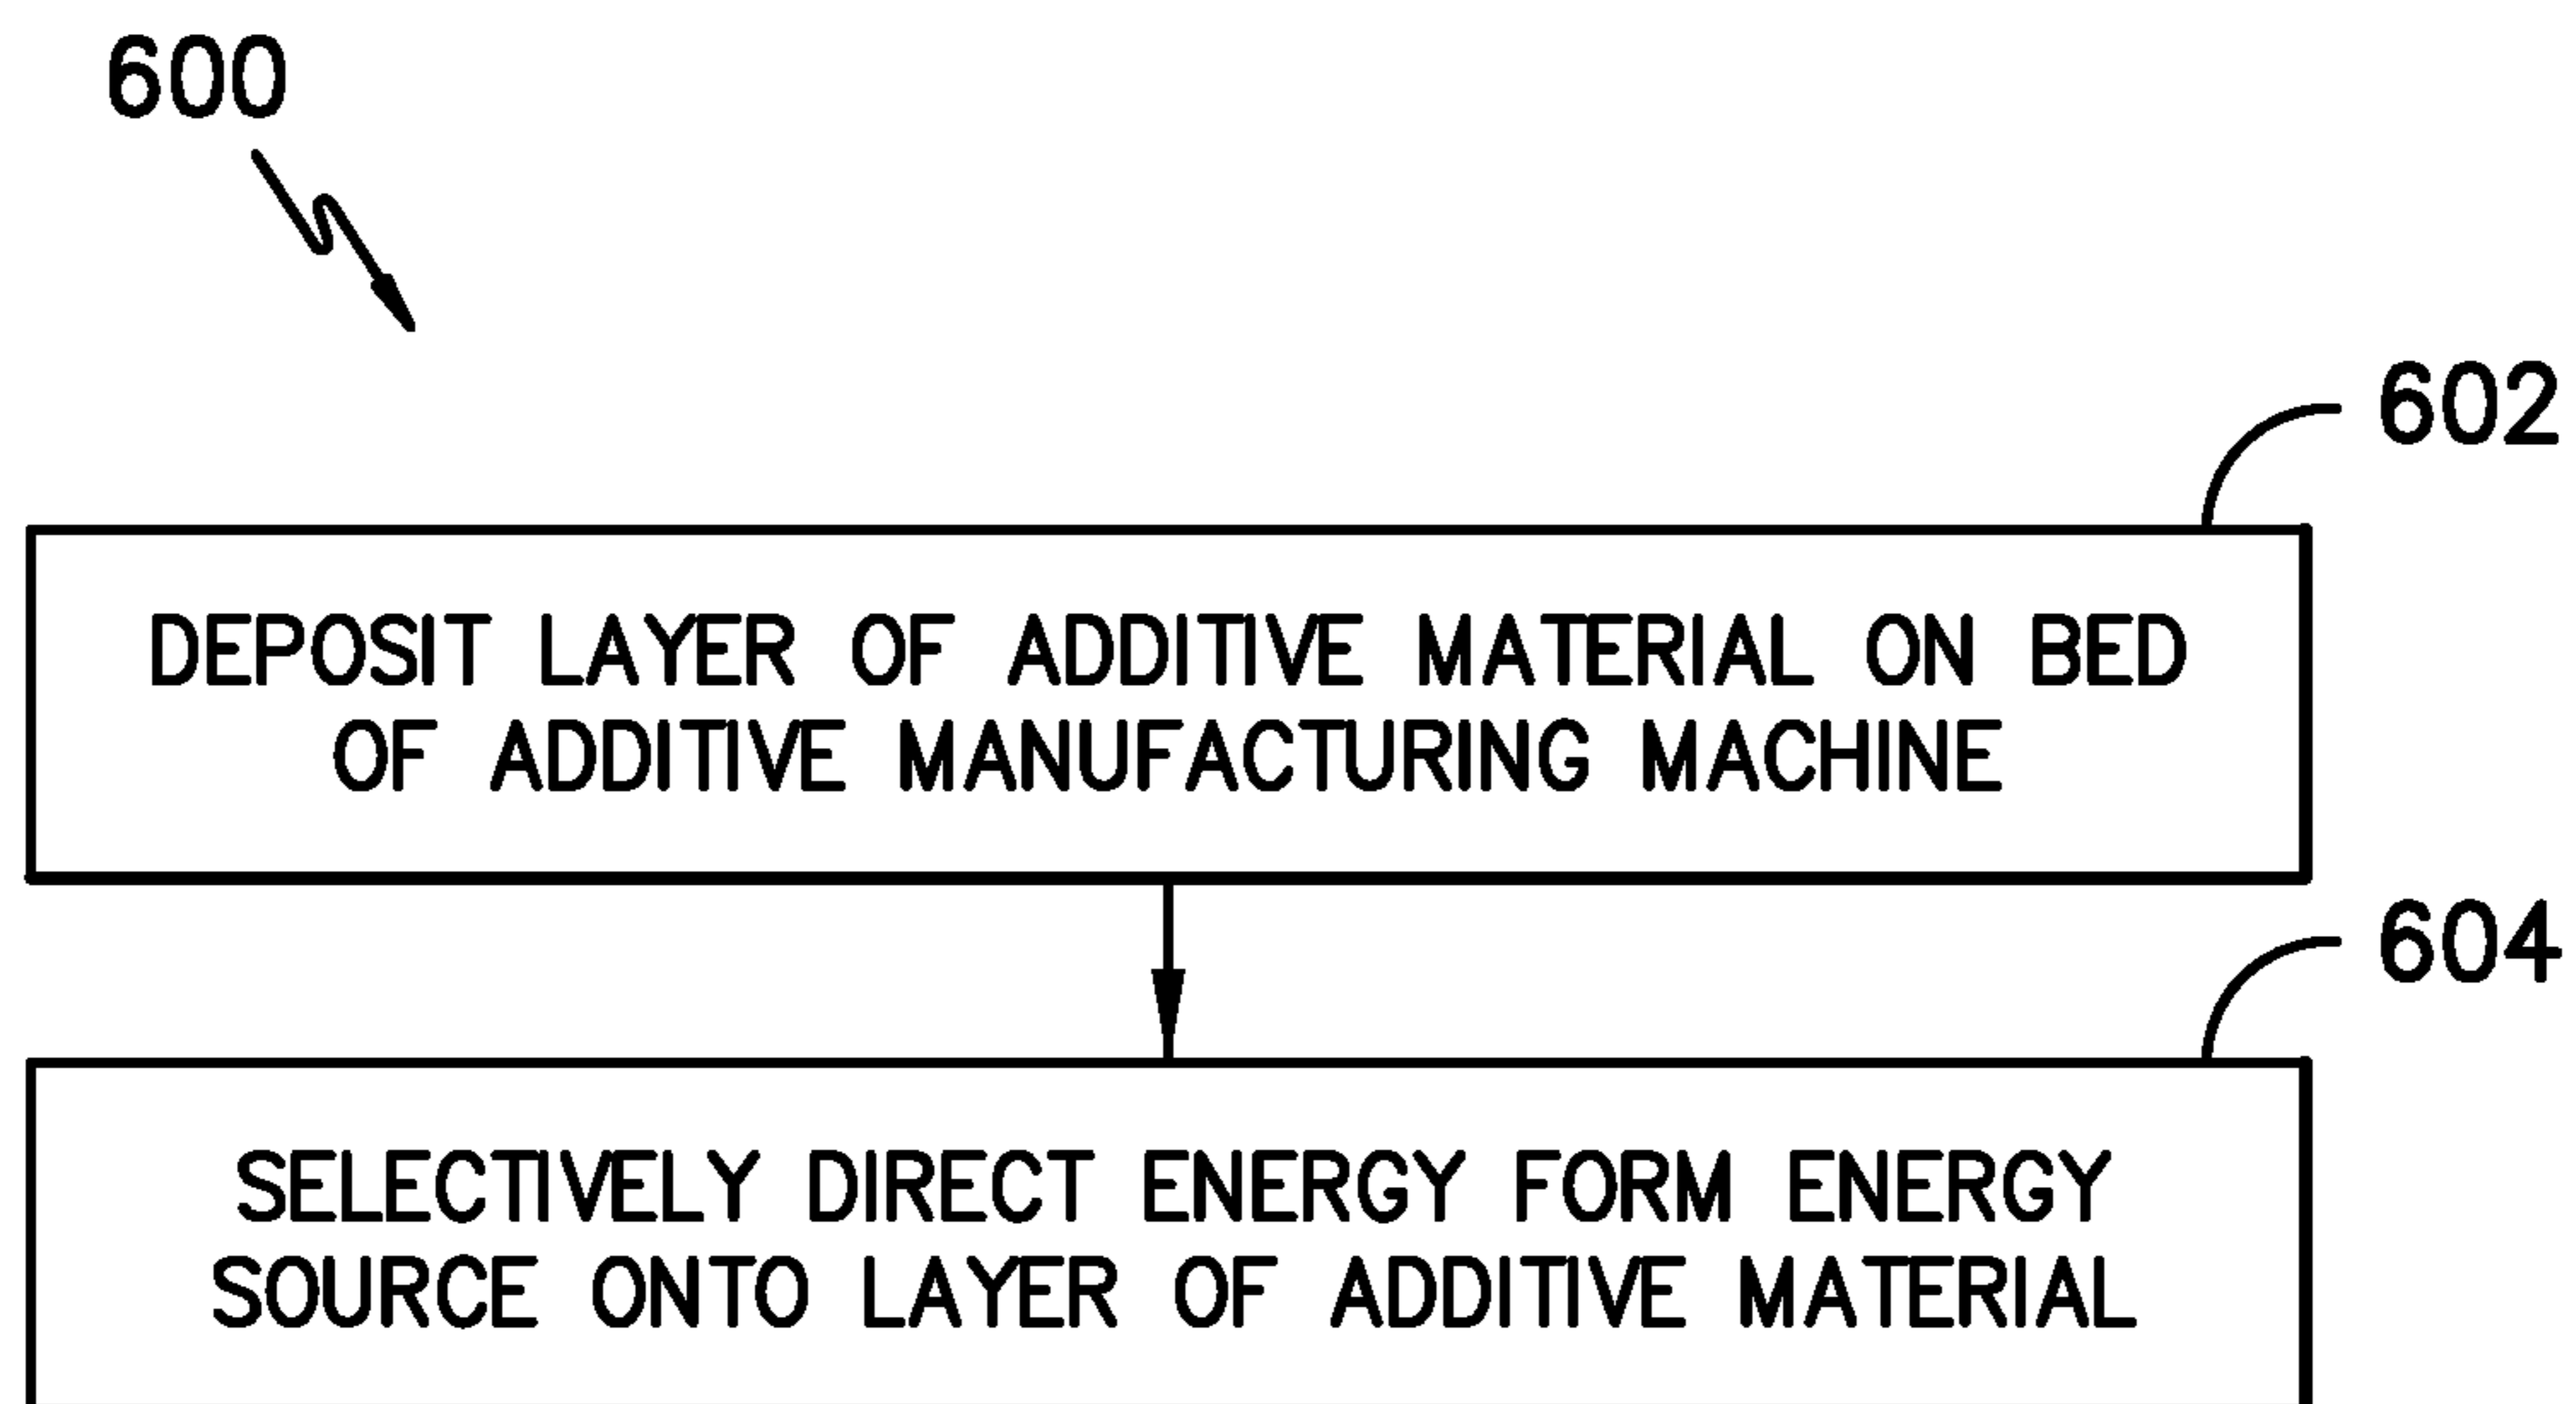 600
602
DEPOSIT LAYER OF ADDITIVE MATERIAL ON BED
OF ADDITIVE MANUFACTURING MACHINE
604
SELECTIVELY DIRECT ENERGY FORM ENERGY
SOURCE ONTO LAYER OF ADDITIVE MATERIAL